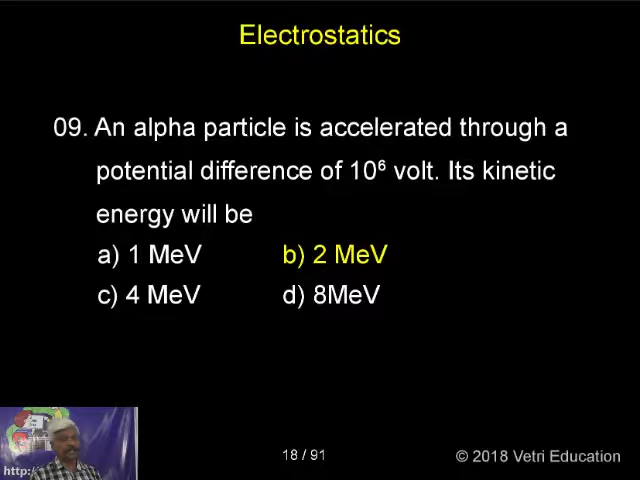 Electrostatics
09. An alpha particle is accelerated through a
potential difference of 10⁶ volt. Its kinetic
energy will be
a) 1 MeV b) 2 MeV
c) 4 MeV d) 8MeV
http:/
18 / 91
© 2018 Vetri Education